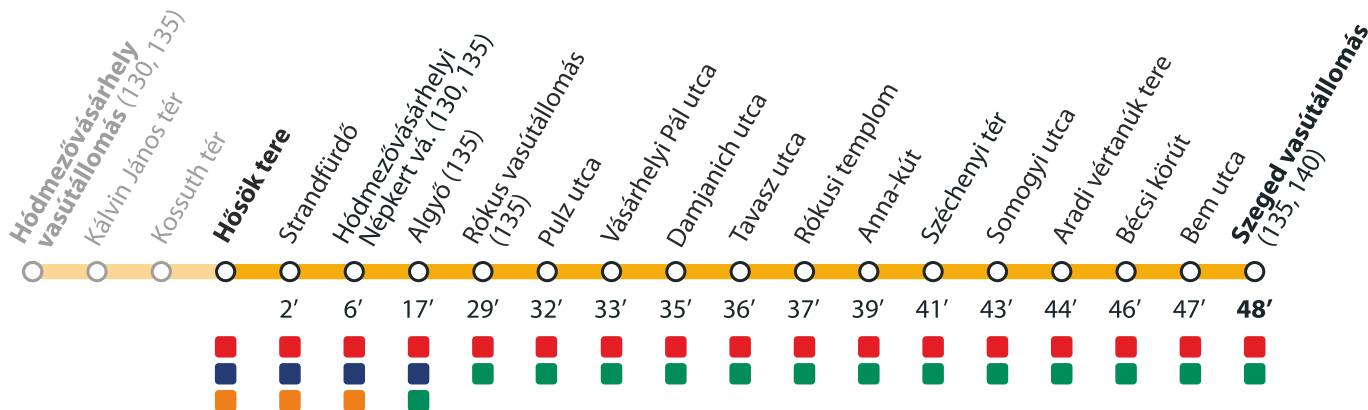 Hódmezővásárhely
vasútállomás (130, 135)
Kálvin János tér
Kossuth tér
Hősök tere
Strandfürdő
Hódmezővásárhelyi
Népkert vá. (130, 135)
Algyő (135)
Rókus vasútállomás
(135)
Pulz utca
Vásárhelyi Pál utca
Damjanich utca
Tavasz utca
Rókusi templom
Anna-kút
Széchenyi tér
Somogyi utca
Aradi vértanúk tere
Bécsi körút
Bem utca
Szeged vasútállomás
(135, 140)
2’ 6’ 17’ 29’ 32’ 33’ 35’ 36’ 37’ 39’ 41’ 43’ 44’ 46’ 47’ 48’